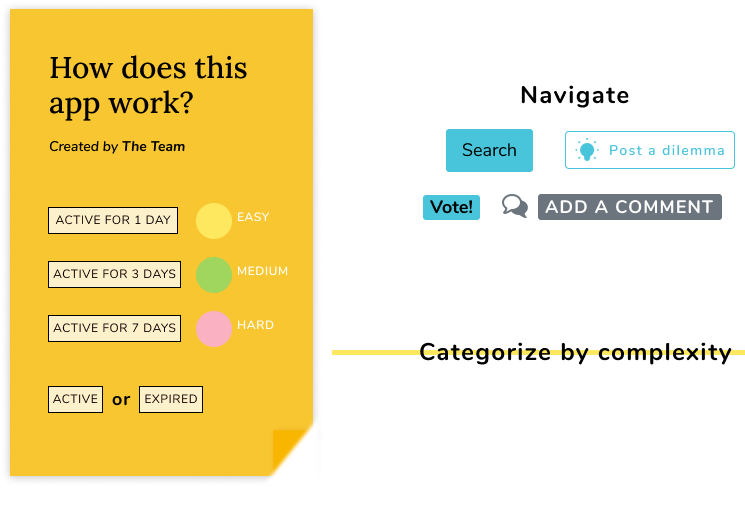 How does this
app work?
Created by The Team
ACTIVE FOR 1 DAY
EASY
ACTIVE FOR 3 DAYS
MEDIUM
ACTIVE FOR 7 DAYS
HARD
ACTIVE or EXPIRED
Navigate
Search
Post a dilemma
Vote!
ADD A COMMENT
Categorize by complexity